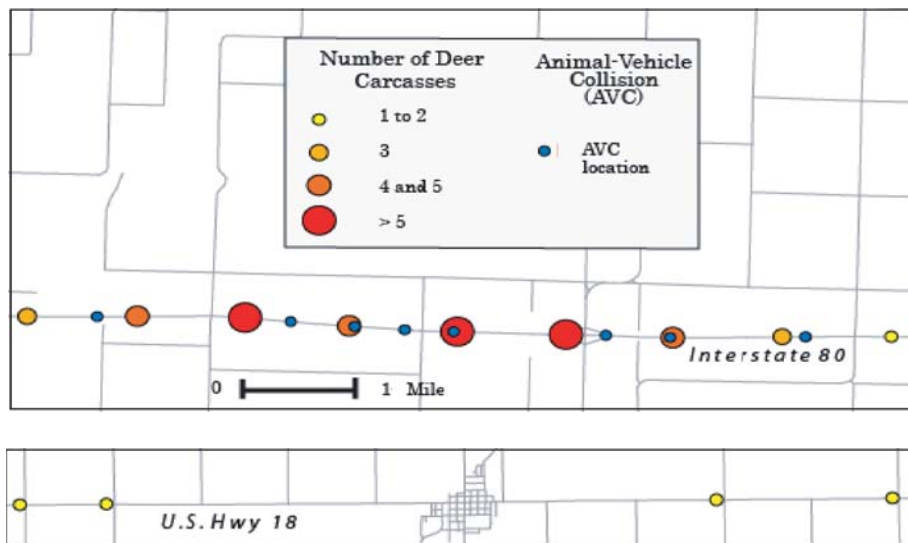 Number of Deer
Carcasses
1 to 2
3
4 and 5
> 5
Animal-Vehicle
Collision
(AVC)
AVC
location
Interstate 80
0 1 Mile
U.S. Hwy 18